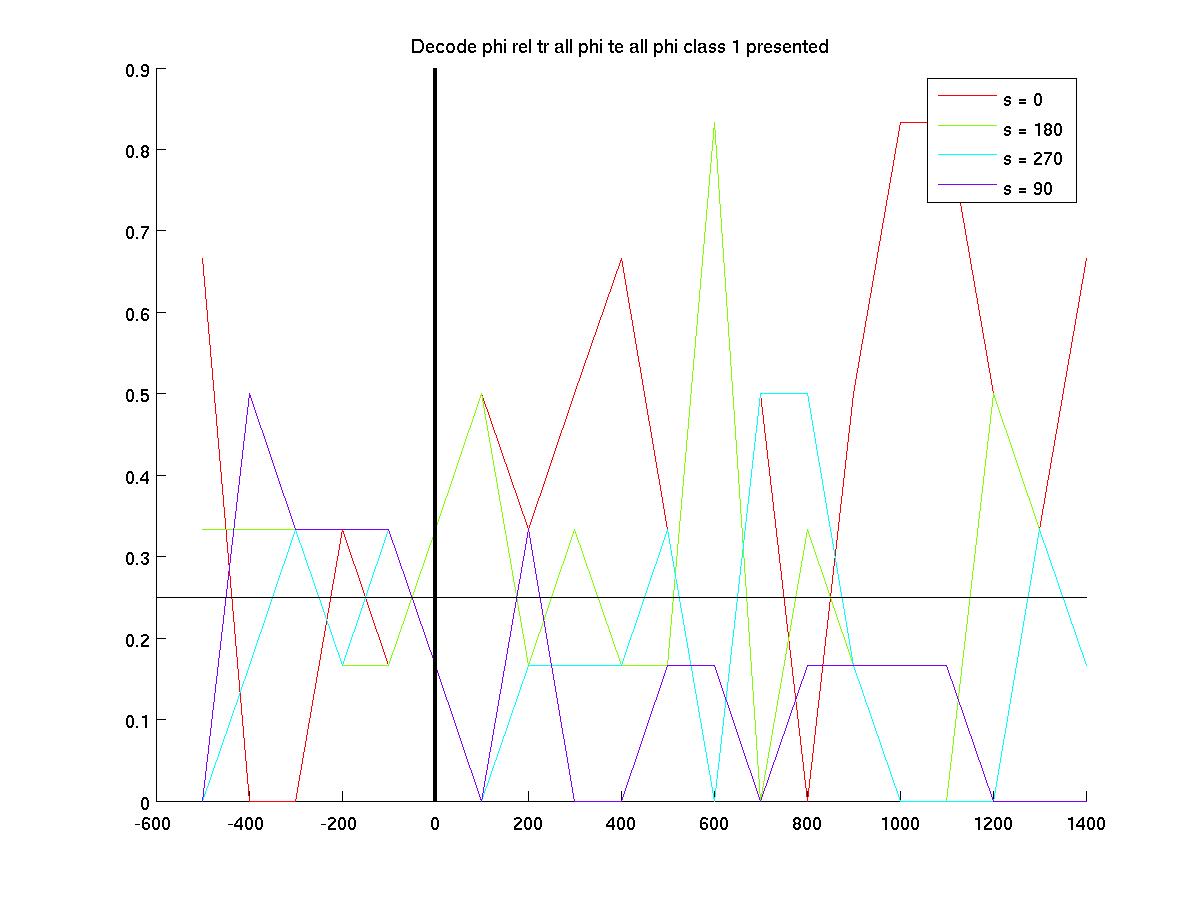 Decode phi rel tr all phi te all phi class 1 presented
0.9
s = 0
s = 180
0.8
s = 270
s = 90
0.7
0.6
0.5
0.4
0.3
0.2
0.1
0
-600 -400 -200 0 200 400 600 800 1000 1200 1400